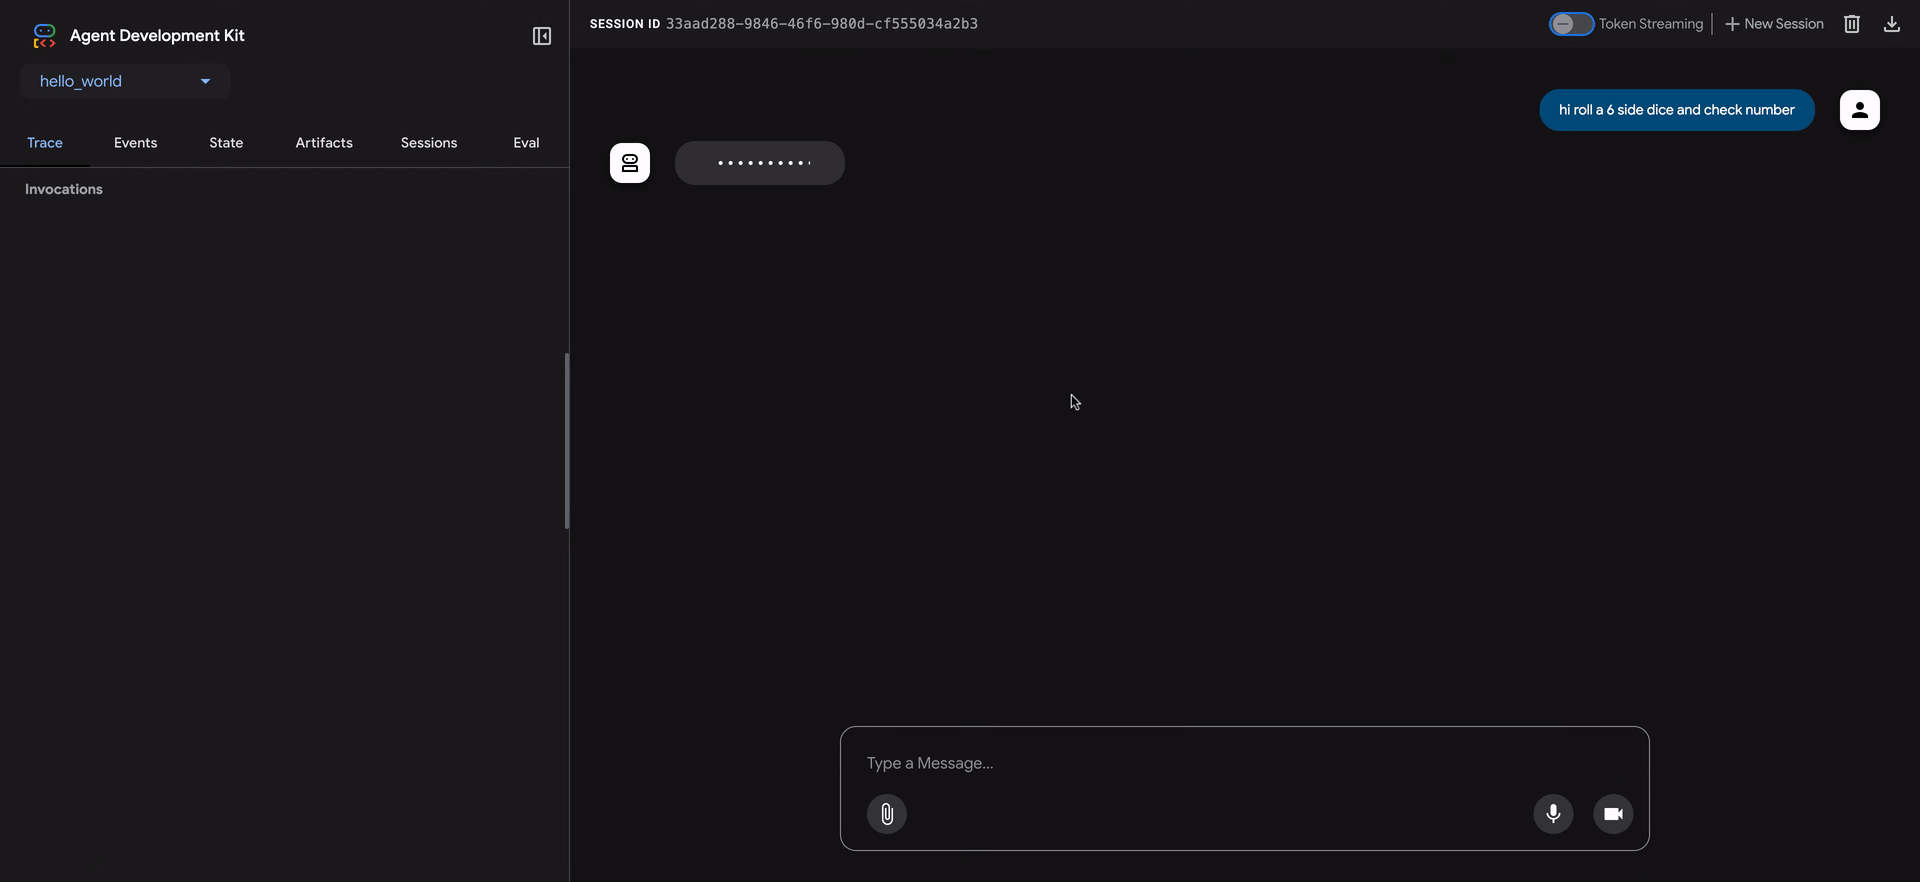 Agent Development Kit
hello_world
Trace Events State Artifacts Sessions Eval
Invocations
SESSION ID 33aad288-9846-46f6-980d-cf555034a2b3
Token Streaming
New Session
hi roll a 6 side dice and check number
Type a Message...